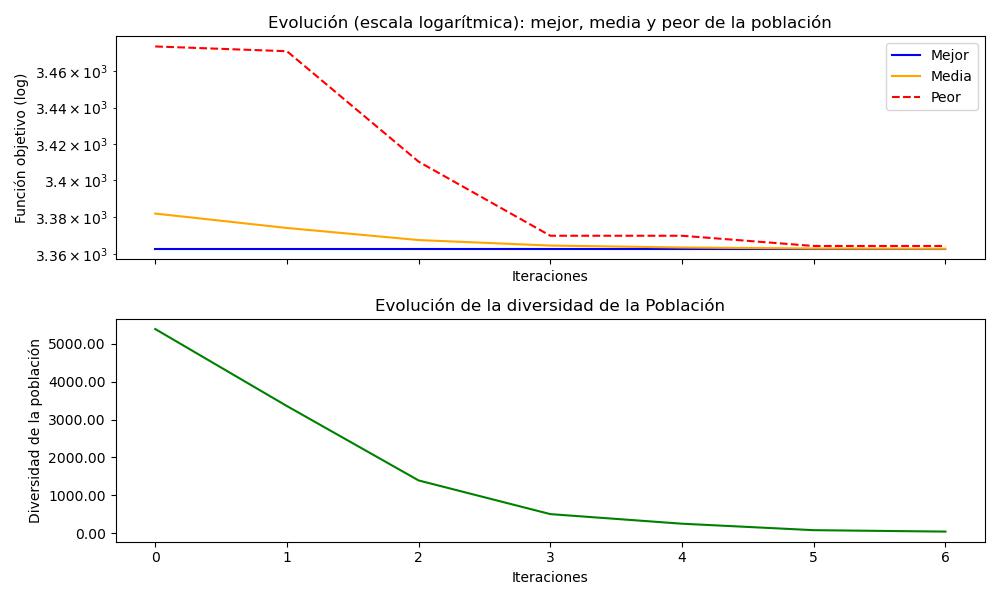 Evolución (escala logarítmica): mejor, media y peor de la población
Función objetivo (log)
3.46 × 10³
3.44 × 10³
3.42 × 10³
3.4 × 10³
3.38 × 10³
3.36 × 10³
Mejor
Media
Peor
Iteraciones
Evolución de la diversidad de la Población
Diversidad de la población
5000.00
4000.00
3000.00
2000.00
1000.00
0.00
0 1 2 3 4 5 6
Iteraciones